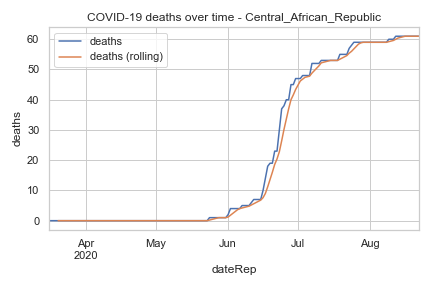 COVID-19 deaths over time - Central_African_Republic
deaths
deaths (rolling)
deaths
60
50
40
30
20
10
0
Apr
2020
May
Jun
Jul
Aug
dateRep